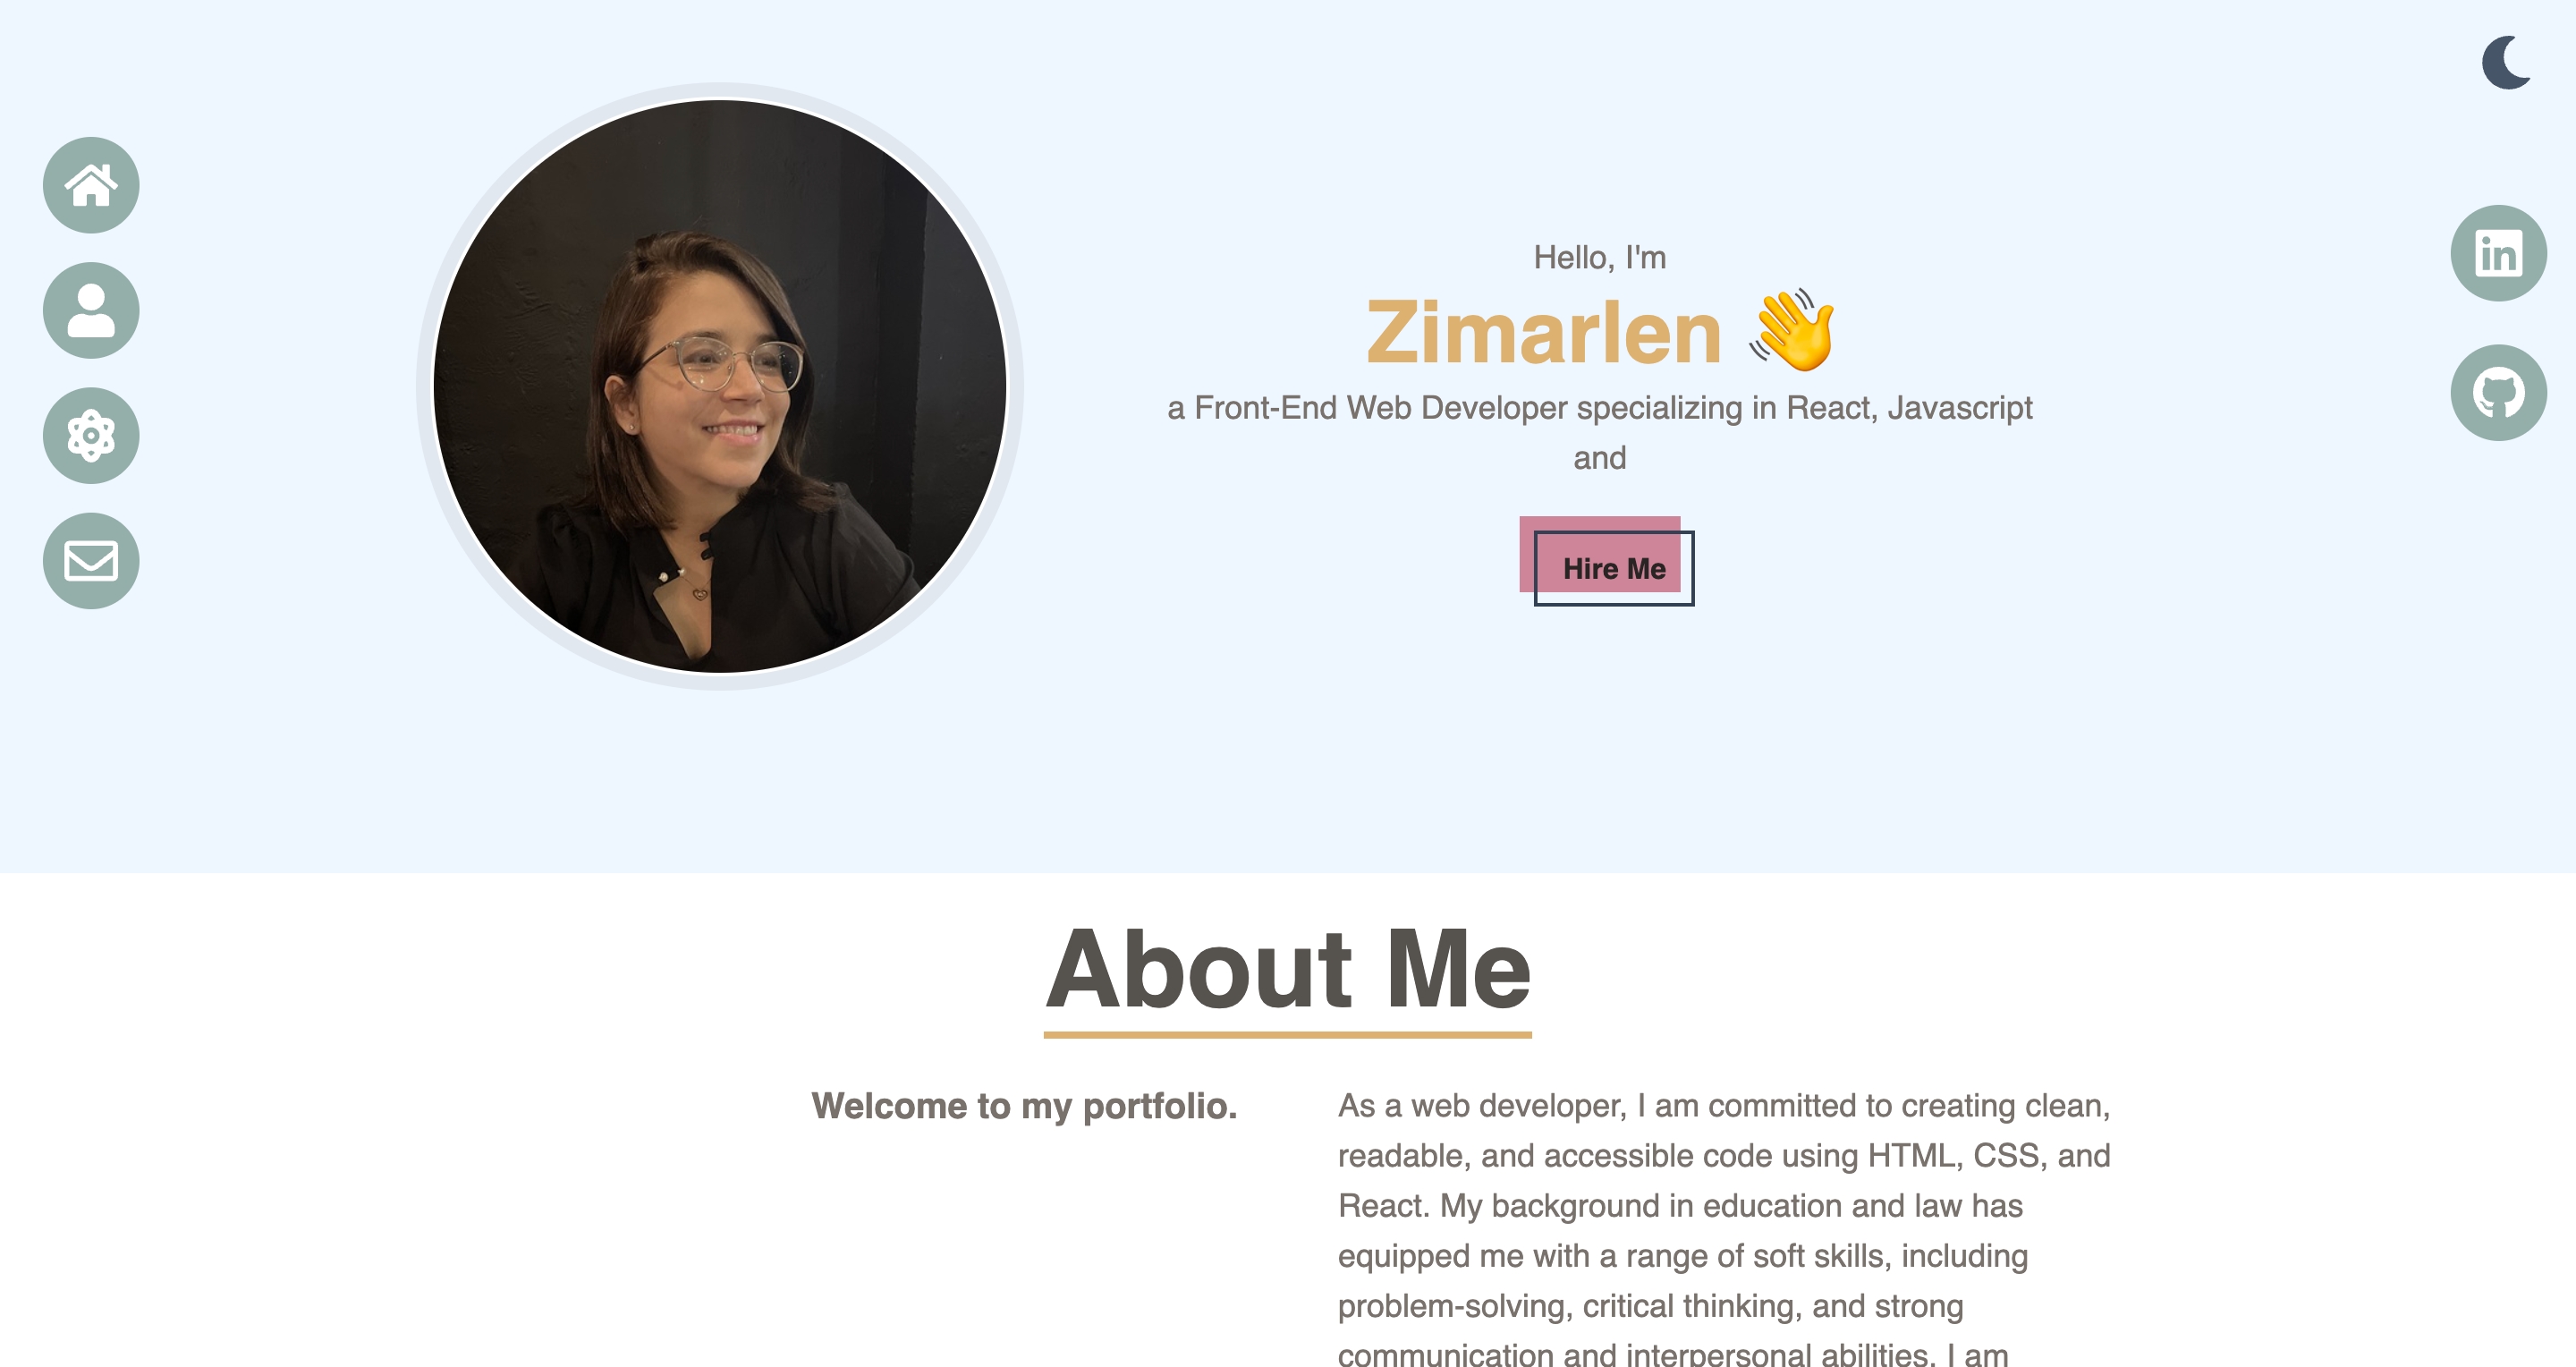 Hello, I'm
Zimarlen 👋
a Front-End Web Developer specializing in React, Javascript
and
Hire Me
in
About Me
Welcome to my portfolio.
As a web developer, I am committed to creating clean,
readable, and accessible code using HTML, CSS, and
React. My background in education and law has
equipped me with a range of soft skills, including
problem-solving, critical thinking, and strong
communication and interpersonal abilities. I am